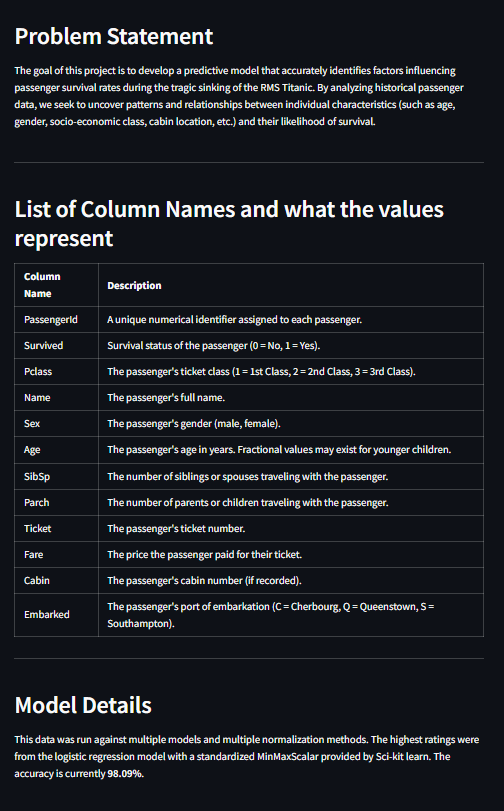 Problem Statement
The goal of this project is to develop a predictive model that accurately identifies factors influencing
passenger survival rates during the tragic sinking of the RMS Titanic. By analyzing historical passenger
data, we seek to uncover patterns and relationships between individual characteristics (such as age,
gender, socio-economic class, cabin location, etc.) and their likelihood of survival.
List of Column Names and what the values
represent
Column
Name
Description
PassengerId
A unique numerical identifier assigned to each passenger.
Survived
Survival status of the passenger (0 = No, 1 = Yes).
Pclass
The passenger's ticket class (1 = 1st Class, 2 = 2nd Class, 3 = 3rd Class).
Name
The passenger's full name.
Sex
The passenger's gender (male, female).
Age
The passenger's age in years. Fractional values may exist for younger children.
SibSp
The number of siblings or spouses traveling with the passenger.
Parch
The number of parents or children traveling with the passenger.
Ticket
The passenger's ticket number.
Fare
The price the passenger paid for their ticket.
Cabin
The passenger's cabin number (if recorded).
Embarked
The passenger's port of embarkation (C = Cherbourg, Q = Queenstown, S =
Southampton).
Model Details
This data was run against multiple models and multiple normalization methods. The highest ratings were
from the logistic regression model with a standardized MinMaxScalar provided by Sci-kit learn. The
accuracy is currently 98.09%.